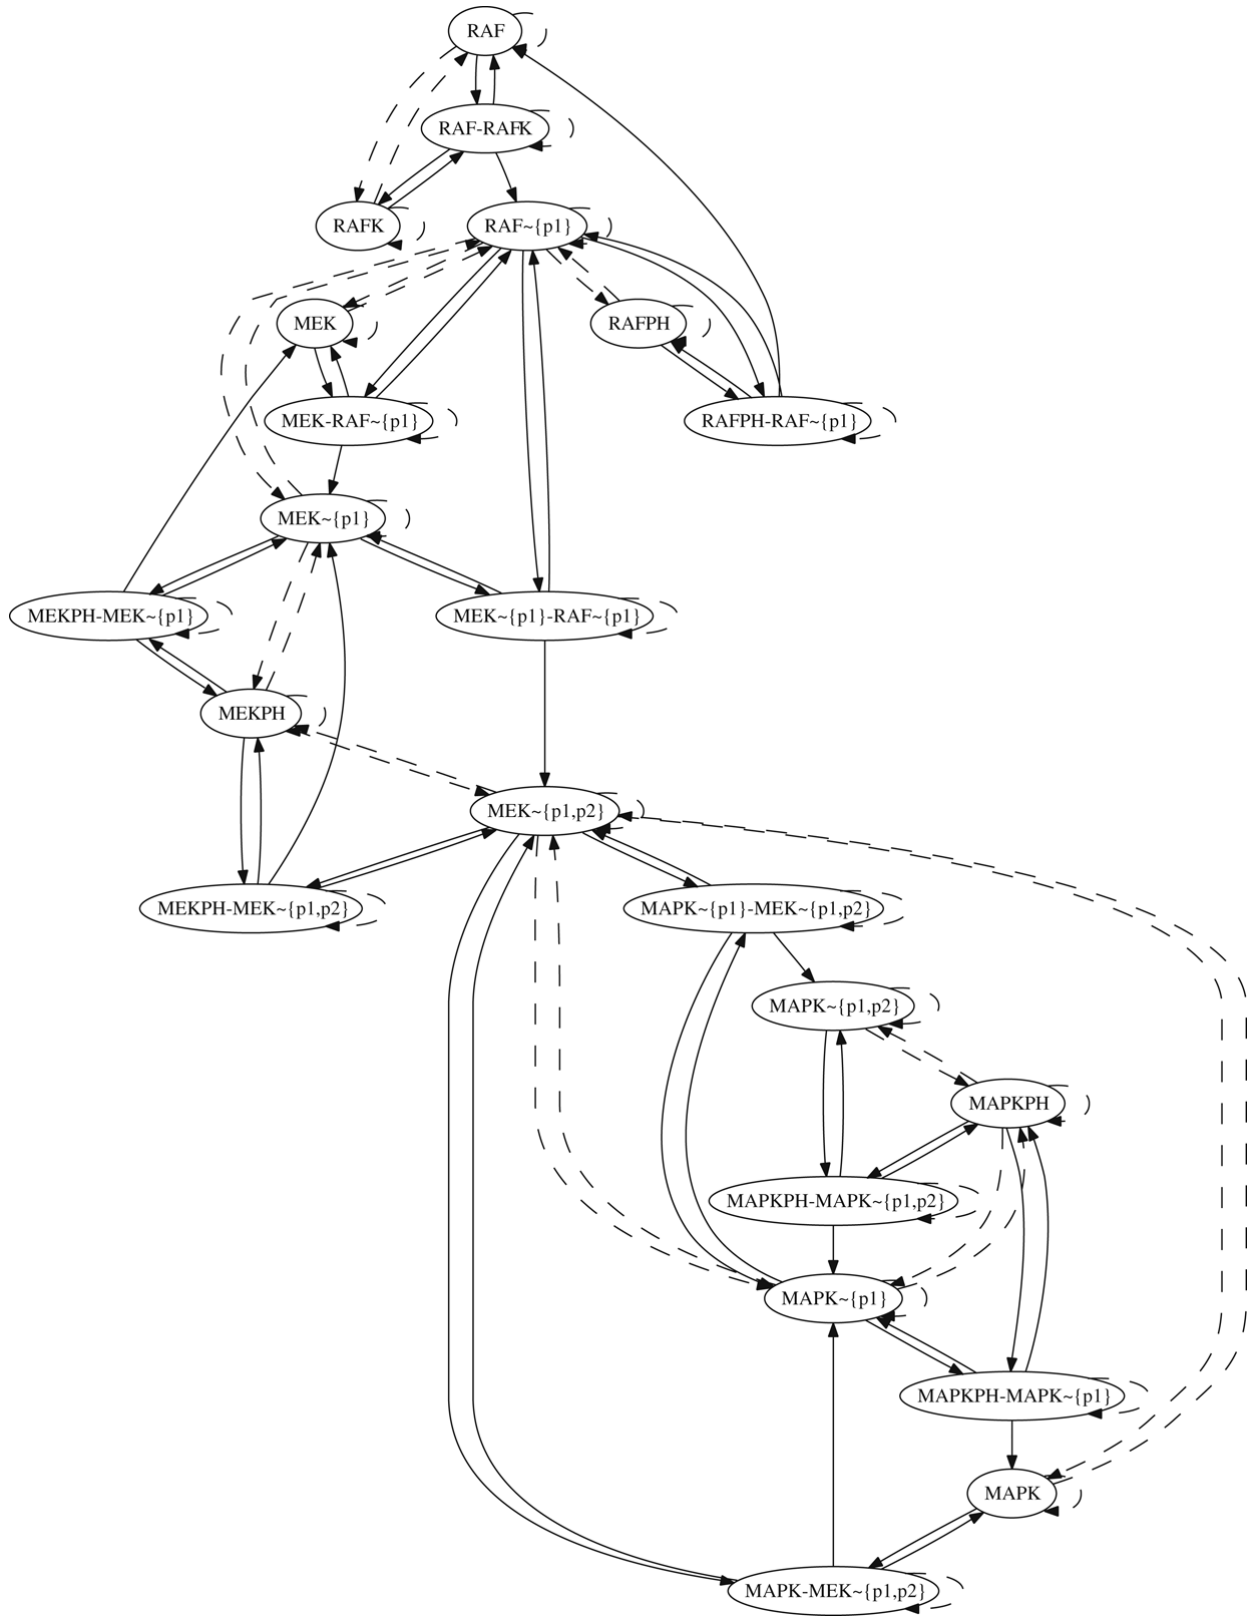 RAF
RAF-RAFK
RAFK
RAF~{p1}
MEK
RAFPH
MEK-RAF~{p1}
RAFPH-RAF~{p1}
MEK~{p1}
MEKPH-MEK~{p1}
MEK~{p1}-RAF~{p1}
MEKPH
MEK~{p1,p2}
MEKPH-MEK~{p1,p2}
MAPK~{p1}-MEK~{p1,p2}
MAPK~{p1,p2}
MAPKPH
MAPKPH-MAPK~{p1,p2}
MAPK~{p1}
MAPKPH-MAPK~{p1}
MAPK
MAPK-MEK~{p1,p2}